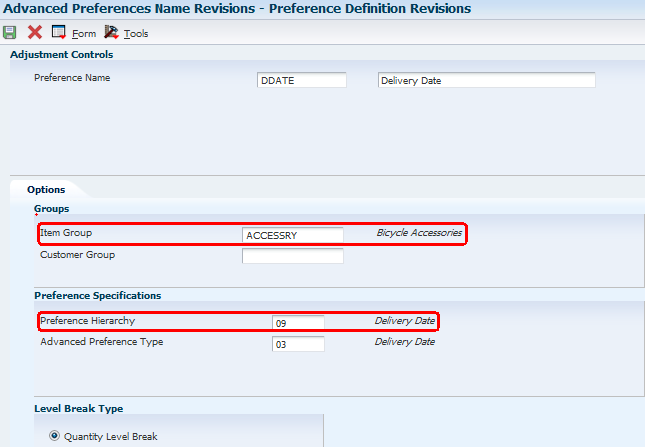 Advanced Preferences Name Revisions - Preference Definition Revisions
Form Tools
Adjustment Controls
Preference Name DDATE Delivery Date
Options
Groups
Item Group ACCESSRY Bicycle Accessories
Customer Group
Preference Specifications
Preference Hierarchy 09 Delivery Date
Advanced Preference Type 03 Delivery Date
Level Break Type
Quantity Level Break